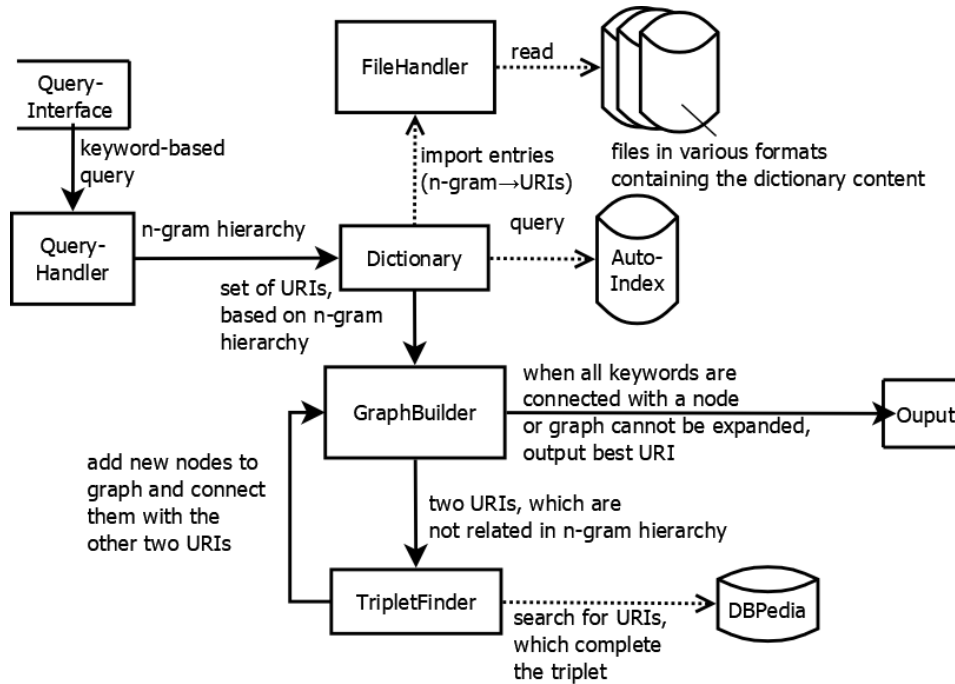 Query-
Interface
FileHandler
read
keyword-based
query
import entries
(n-gram→URIs)
files in various formats
containing the dictionary content
Query-
Handler
n-gram hierarchy
Dictionary
query
Auto-
Index
set of URIs,
based on n-gram
hierarchy
GraphBuilder
when all keywords are
connected with a node
or graph cannot be expanded,
output best URI
Ouput
add new nodes to
graph and connect
them with the
other two URIs
two URIs, which are
not related in n-gram hierarchy
TripletFinder
search for URIs,
which complete
the triplet
DBPedia